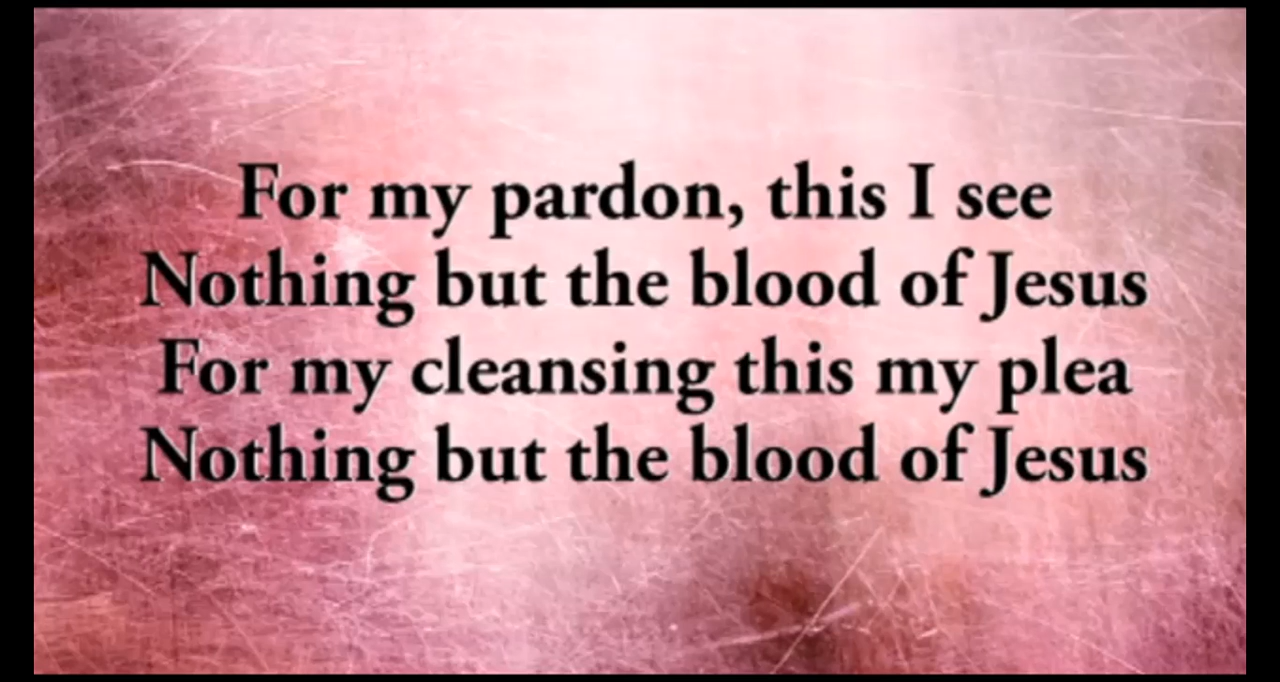 For my pardon, this I see
Nothing but the blood of Jesus
For my cleansing this my plea
Nothing but the blood of Jesus